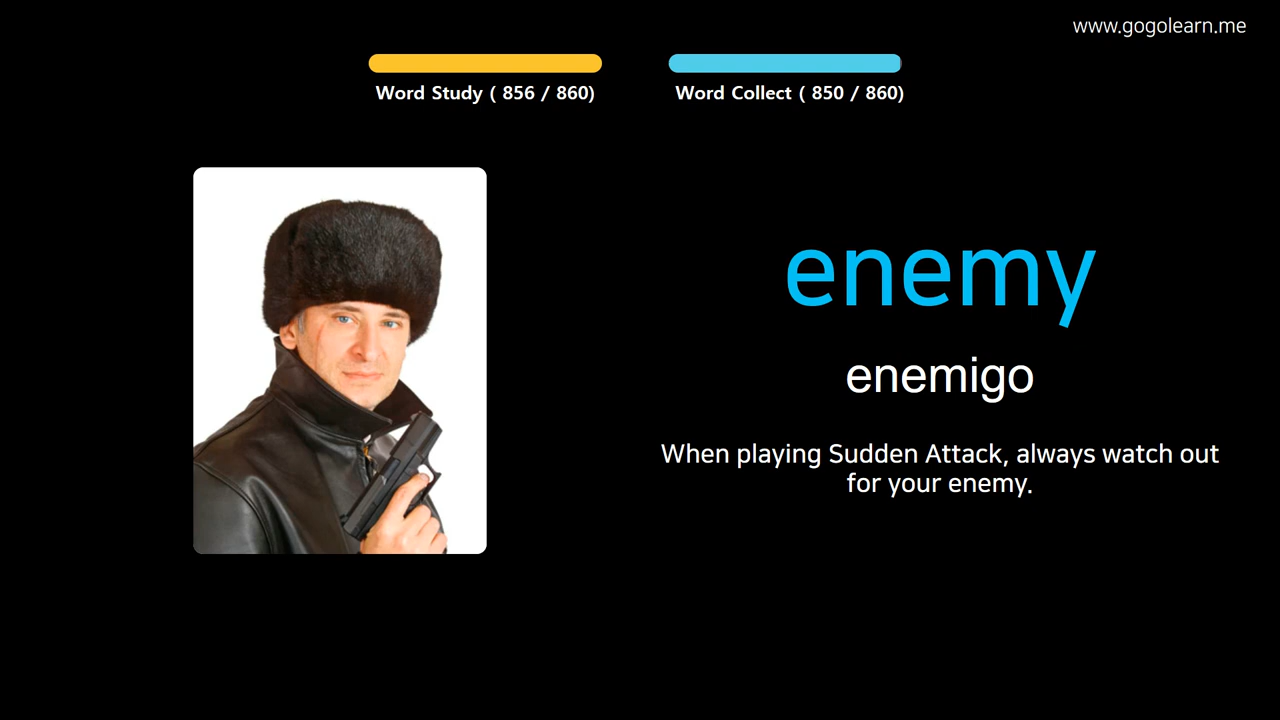 www.gogolearn.me
Word Study ( 856 / 860)
Word Collect ( 850 / 860)
enemy
enemigo
When playing Sudden Attack, always watch out
for your enemy.